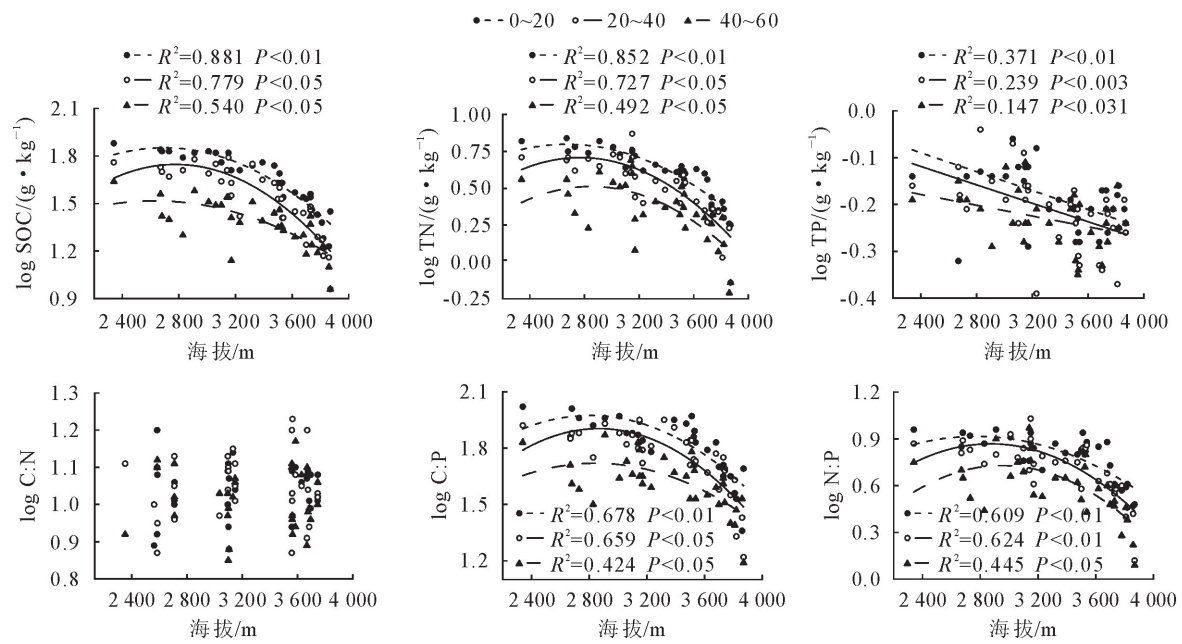 0~20 20~40 40~60
R²=0.881 P<0.01
R²=0.779 P<0.05
R²=0.540 P<0.05
log SOC/(g·kg⁻¹)
2.1
1.8
1.5
1.2
0.9
2 400 2 800 3 200 3 600 4 000
海拔/m
R²=0.852 P<0.01
R²=0.727 P<0.05
R²=0.492 P<0.05
log TN/(g·kg⁻¹)
1.00
0.75
0.50
0.25
0.00
-0.25
2 400 2 800 3 200 3 600 4 000
海拔/m
R²=0.371 P<0.01
R²=0.239 P<0.003
R²=0.147 P<0.031
log TP/(g·kg⁻¹)
-0.0
-0.1
-0.2
-0.3
-0.4
2 400 2 800 3 200 3 600 4 000
海拔/m
log C:N
1.3
1.2
1.1
1.0
0.9
0.8
2 400 2 800 3 200 3 600 4 000
海拔/m
log C:P
2.1
1.8
1.5
1.2
R²=0.678 P<0.01
R²=0.659 P<0.05
R²=0.424 P<0.05
2 400 2 800 3 200 3 600 4 000
海拔/m
log N:P
1.2
0.9
0.6
0.3
0.0
R²=0.609 P<0.01
R²=0.624 P<0.01
R²=0.445 P<0.05
2 400 2 800 3 200 3 600 4 000
海拔/m